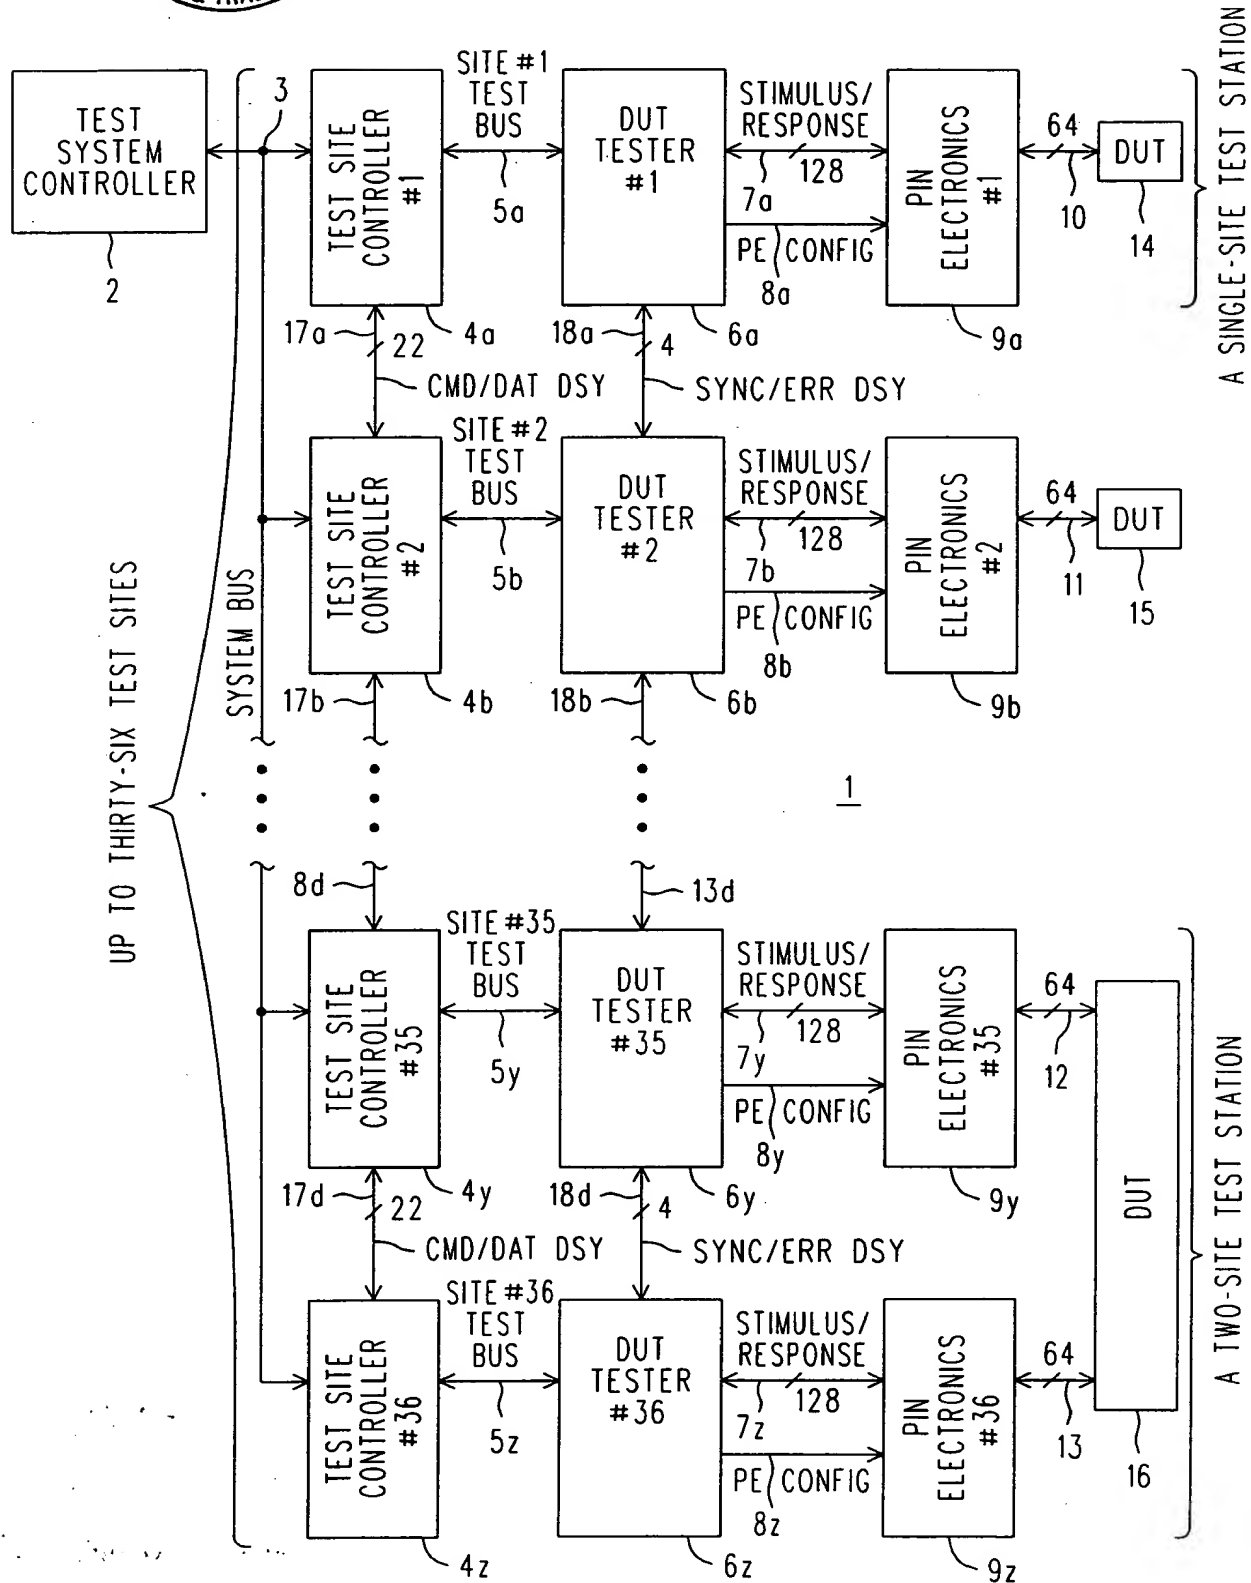 TEST
SYSTEM
CONTROLLER
2
3
TEST SITE
CONTROLLER
#1
SITE #1
TEST
BUS
5a
DUT
TESTER
#1
STIMULUS/
RESPONSE
128
7a
PE CONFIG
8a
PIN
ELECTRONICS
#1
64
10
DUT
14
A SINGLE-SITE TEST STATION
17a
22
4a
18a
4
6a
9a
CMD/DAT DSY
SYNC/ERR DSY
UP TO THIRTY-SIX TEST SITES
SYSTEM BUS
TEST SITE
CONTROLLER
#2
SITE #2
TEST
BUS
5b
DUT
TESTER
#2
STIMULUS/
RESPONSE
128
7b
PE CONFIG
8b
PIN
ELECTRONICS
#2
64
11
DUT
15
17b
4b
18b
6b
9b
1
8d
13d
TEST SITE
CONTROLLER
#35
SITE #35
TEST
BUS
5y
DUT
TESTER
#35
STIMULUS/
RESPONSE
128
7y
PE CONFIG
8y
PIN
ELECTRONICS
#35
64
12
DUT
16
A TWO-SITE TEST STATION
17d
22
4y
18d
4
6y
9y
CMD/DAT DSY
SYNC/ERR DSY
TEST SITE
CONTROLLER
#36
SITE #36
TEST
BUS
5z
DUT
TESTER
#36
STIMULUS/
RESPONSE
128
7z
PE CONFIG
8z
PIN
ELECTRONICS
#36
64
13
4z
6z
9z